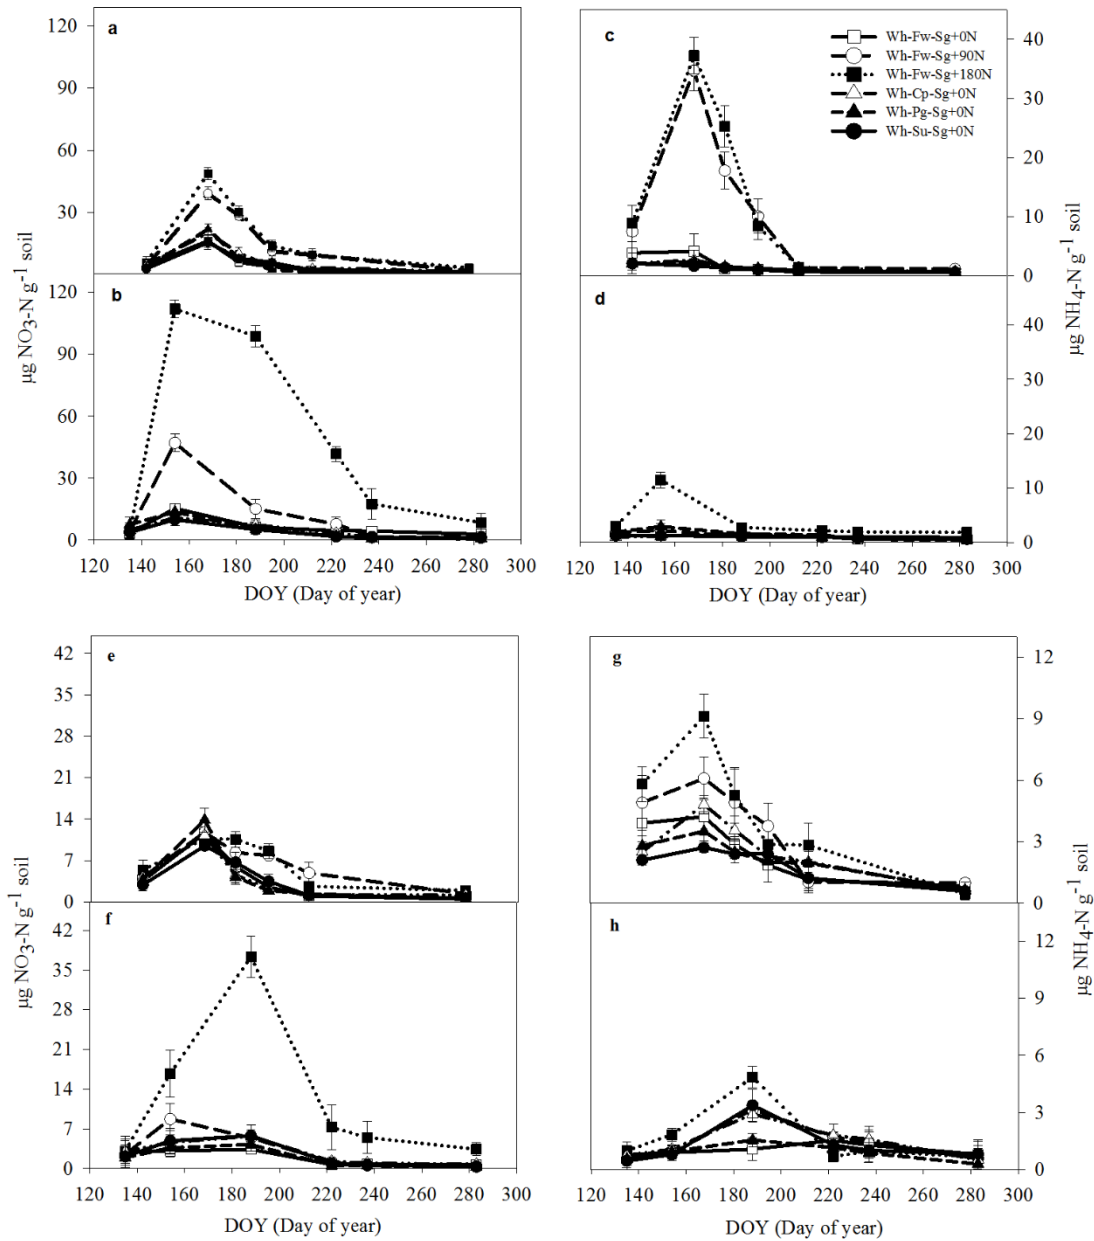 a
120
90
60
30
b
120
90
60
30
0
120 140 160 180 200 220 240 260 280 300
DOY (Day of year)
µg NO3-N g-1 soil
c
Wh-Fw-Sg+0N
Wh-Fw-Sg+90N
Wh-Fw-Sg+180N
Wh-Cp-Sg+0N
Wh-Pg-Sg+0N
Wh-Su-Sg+0N
40
30
20
10
0
d
40
30
20
10
0
120 140 160 180 200 220 240 260 280 300
DOY (Day of year)
µg NH4-N g-1 soil
e
42
35
28
21
14
7
0
f
42
35
28
21
14
7
0
120 140 160 180 200 220 240 260 280 300
DOY (Day of year)
µg NO3-N g-1 soil
g
12
9
6
3
0
h
12
9
6
3
0
120 140 160 180 200 220 240 260 280 300
DOY (Day of year)
µg NH4-N g-1 soil